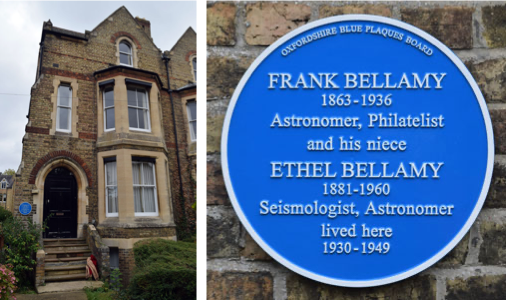 OXFORDSHIRE BLUE PLAQUES BOARD
FRANK BELLAMY
1863-1936
Astronomer, Philatelist
and his niece
ETHEL BELLAMY
1881-1960
Seismologist, Astronomer
lived here
1930-1949